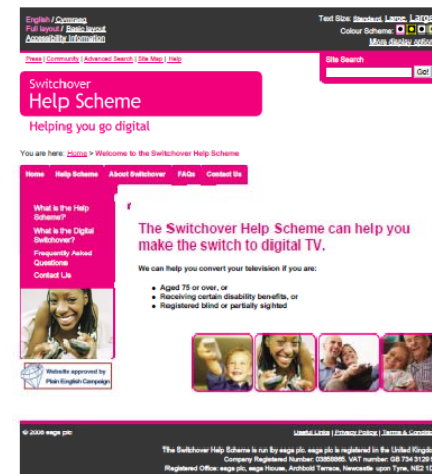 English / Cymraeg
Full layout / Basic layout
Accessibility Information
Text Size: Standard, Large, Large
Colour Scheme:
More display option
Press | Community | Advanced Search | Site Map | Help
Site Search
Go!
Switchover
Help Scheme
Helping you go digital
You are here: Home > Welcome to the Switchover Help Scheme
Home Help Scheme About Switchover FAQs Contact Us
What is the Help
Scheme?
What is the Digital
Switchover?
Frequently Asked
Questions
Contact Us
The Switchover Help Scheme can help you
make the switch to digital TV.
We can help you convert your television if you are:
• Aged 75 or over, or
• Receiving certain disability benefits, or
• Registered blind or partially sighted
Website approved by
Plain English Campaign
© 2006 eaga plc
Useful Links | Privacy Policy | Terms & Condition
The Switchover Help Scheme is run by eaga plc. eaga plc is registered in the United Kingdo
Company Registered Number: VAT number: GB 734 3129
Registered Office: eaga plc, eaga House, Archbold Terrace, Newcastle upon Tyne, NE2 1D